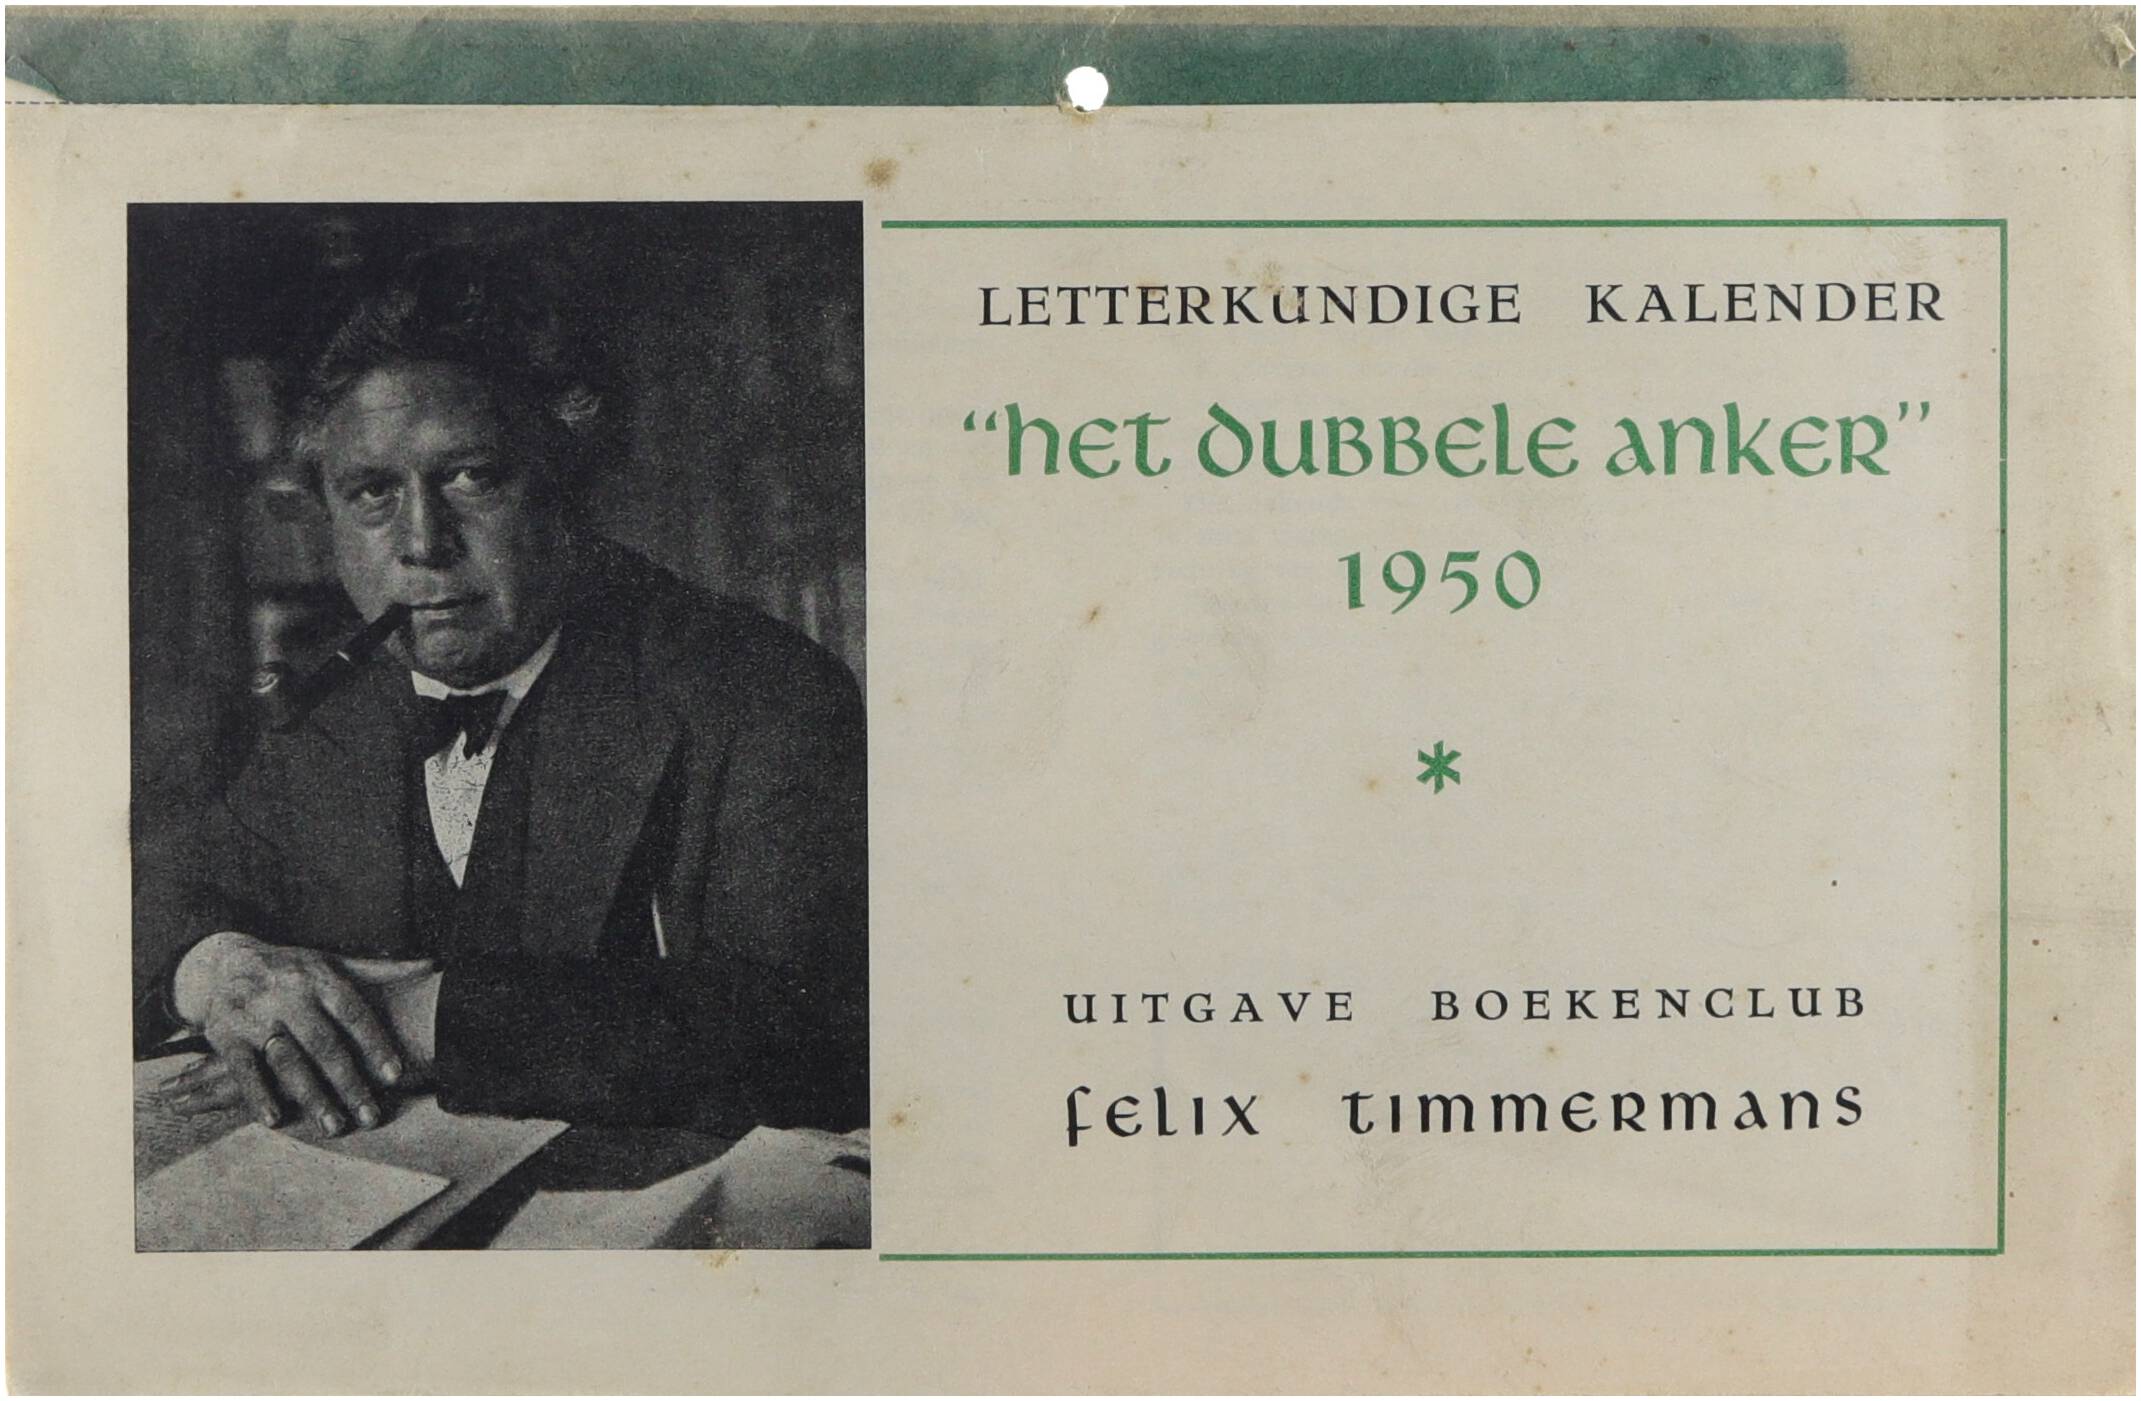 LETTERKUNDIGE KALENDER
“het dubbele anker”
1950
*
UITGAVE BOEKENCLUB
felix timmermans